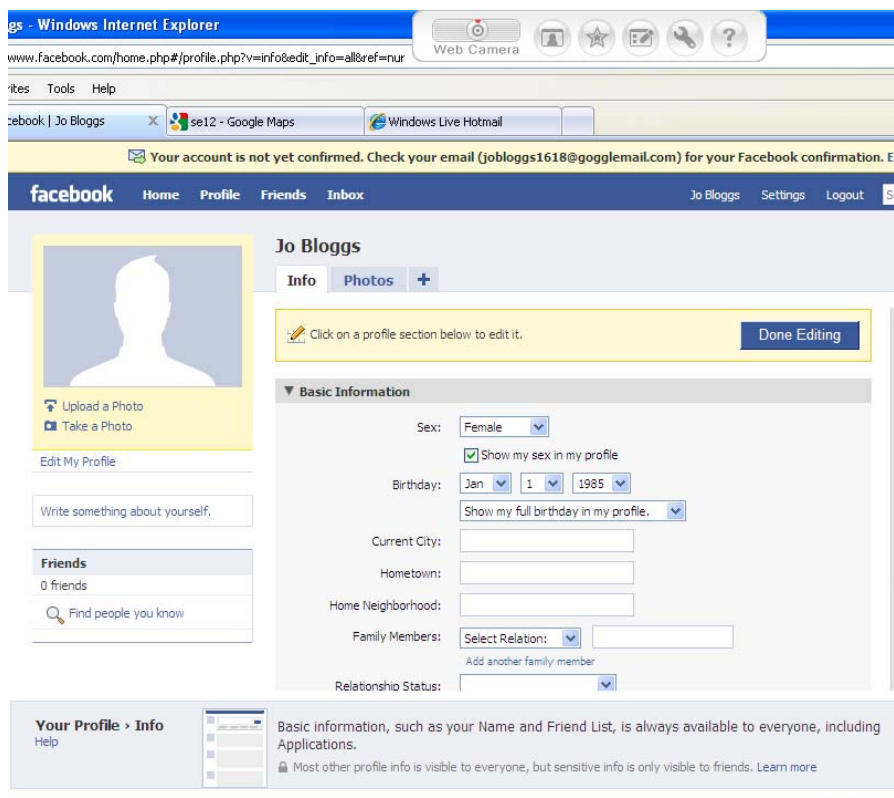 gs - Windows Internet Explorer
Web Camera
www.facebook.com/home.php#/profile.php?v=info&edit_info=all&ref=nur
rites Tools Help
cebook | Jo Bloggs
se12 - Google Maps
Windows Live Hotmail
Your account is not yet confirmed. Check your email (jobloggs1618@gogglemail.com) for your Facebook confirmation. E
facebook Home Profile Friends Inbox Jo Bloggs Settings Logout
Jo Bloggs
Info Photos +
Click on a profile section below to edit it. Done Editing
Upload a Photo
Take a Photo
Edit My Profile
Write something about yourself.
Friends
0 friends
Find people you know
Basic Information
Sex: Female
Show my sex in my profile
Birthday: Jan 1 1985
Show my full birthday in my profile.
Current City:
Hometown:
Home Neighborhood:
Family Members: Select Relation:
Add another family member
Relationship Status:
Your Profile › Info
Help
Basic information, such as your Name and Friend List, is always available to everyone, including
Applications.
Most other profile info is visible to everyone, but sensitive info is only visible to friends. Learn more